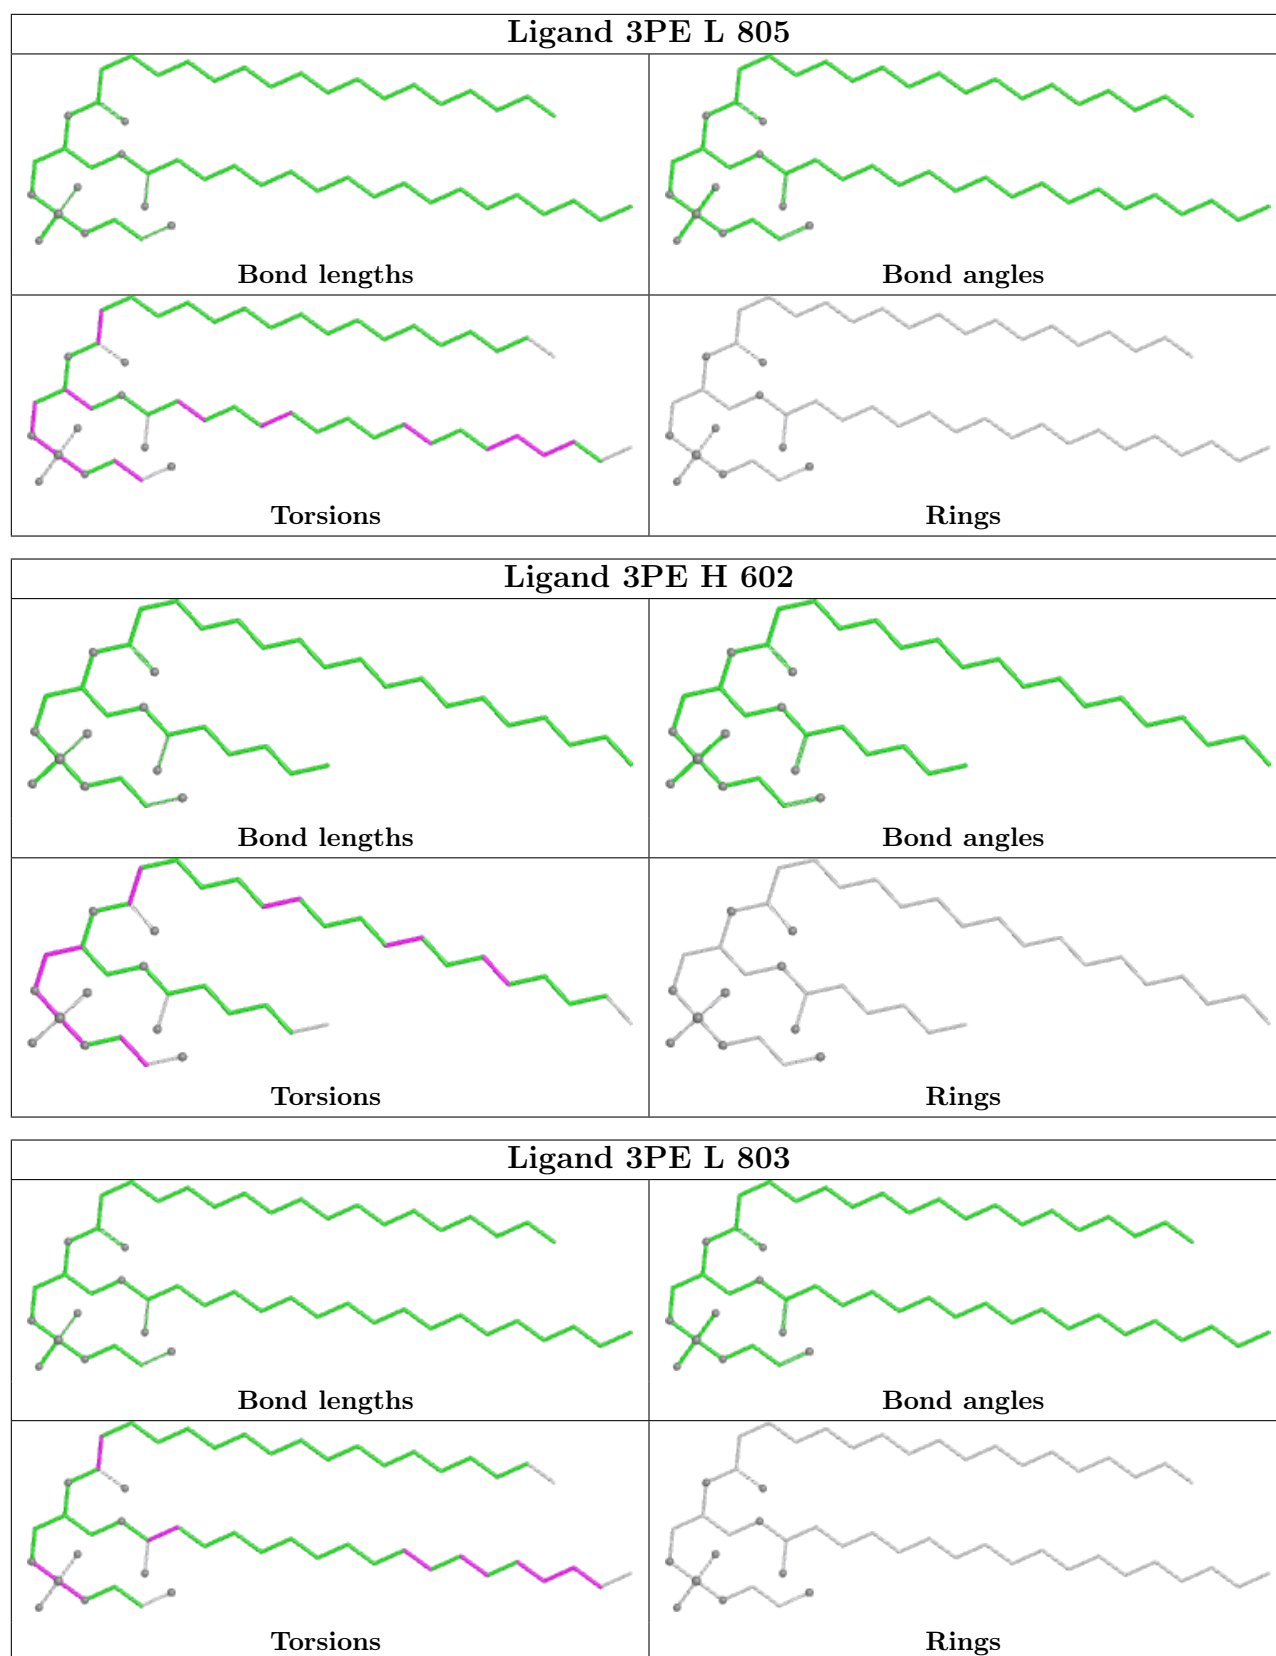 Ligand 3PE L 805
Bond lengths
Bond angles
Torsions
Rings
Ligand 3PE H 602
Bond lengths
Bond angles
Torsions
Rings
Ligand 3PE L 803
Bond lengths
Bond angles
Torsions
Rings